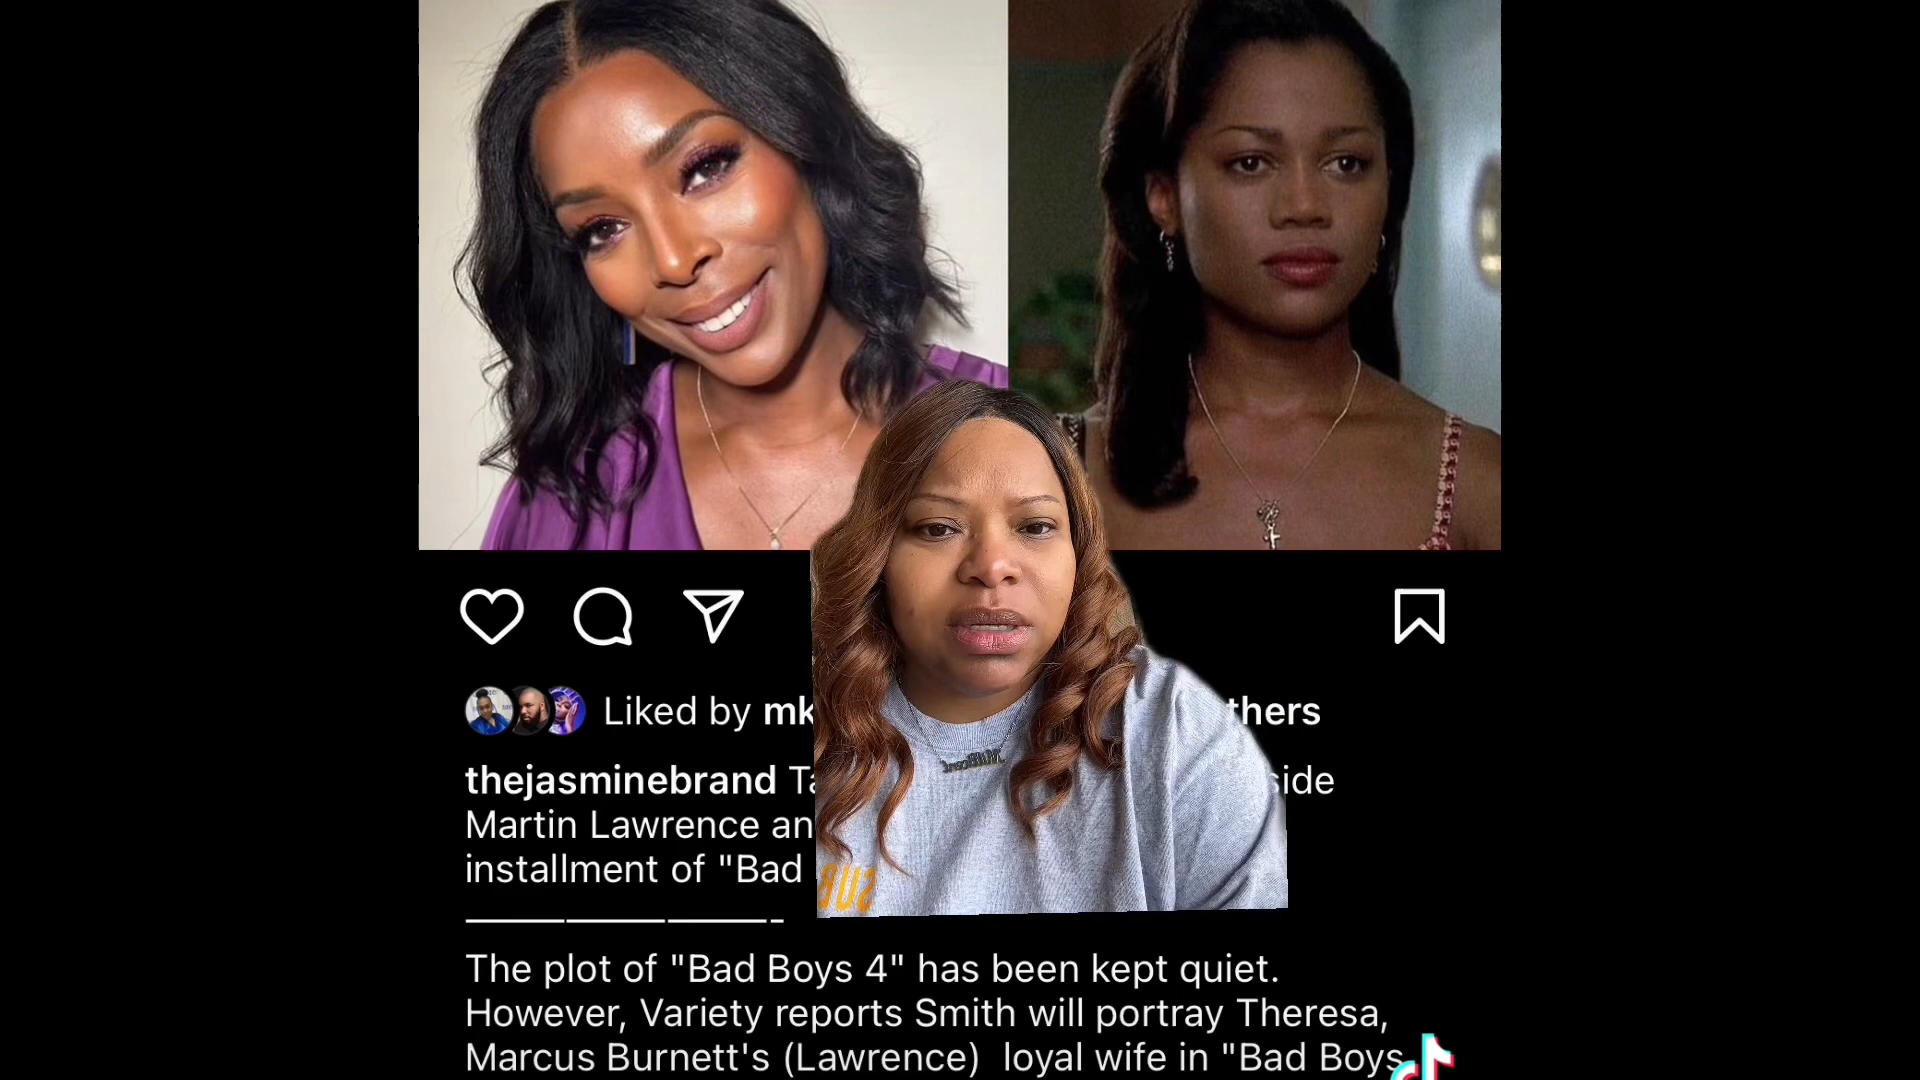 Liked by mk thers
thejasminebrand Ta side
Martin Lawrence an
installment of "Bad
The plot of "Bad Boys 4" has been kept quiet.
However, Variety reports Smith will portray Theresa,
Marcus Burnett's (Lawrence) loyal wife in "Bad Boys